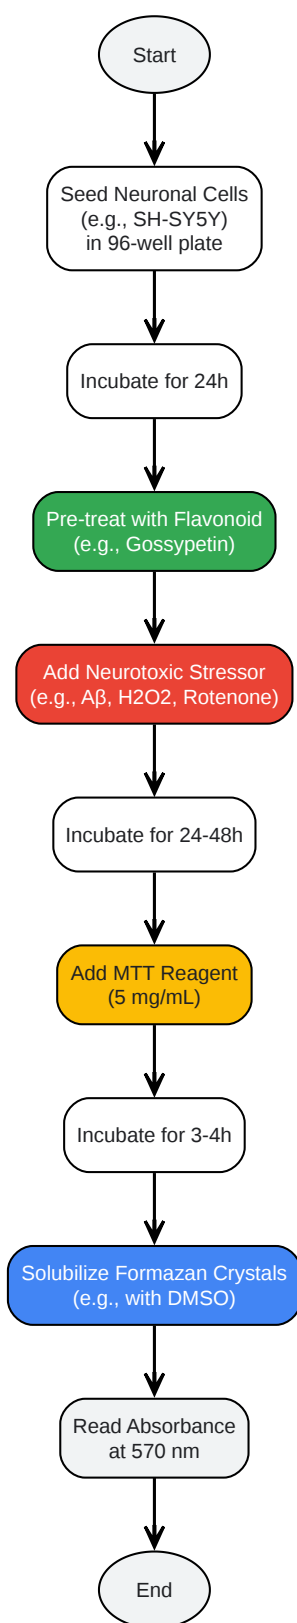 Start
Seed Neuronal Cells
(e.g., SH-SY5Y)
in 96-well plate
Incubate for 24h
Pre-treat with Flavonoid
(e.g., Gossypetin)
Add Neurotoxic Stressor
(e.g., Aβ, H2O2, Rotenone)
Incubate for 24-48h
Add MTT Reagent
(5 mg/mL)
Incubate for 3-4h
Solubilize Formazan Crystals
(e.g., with DMSO)
Read Absorbance
at 570 nm
End